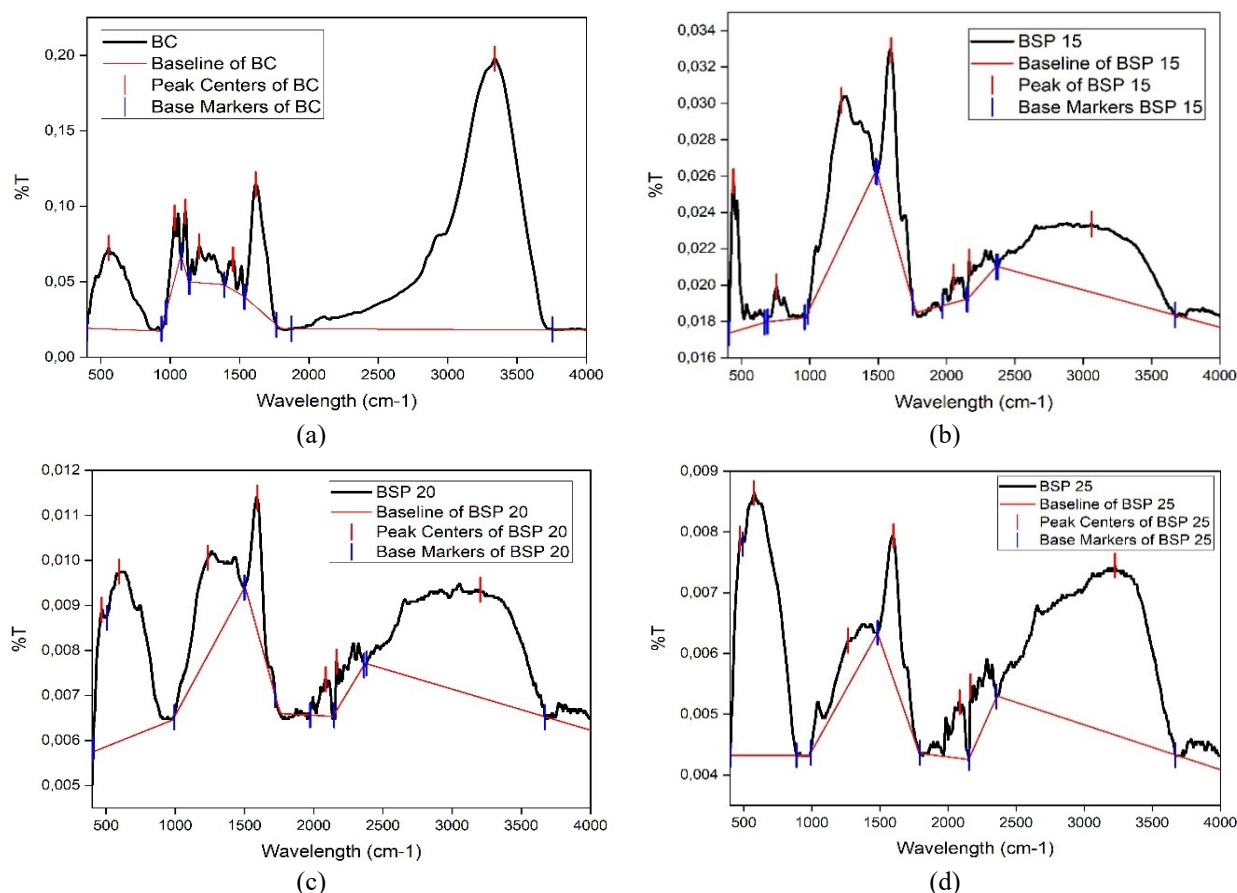 BC
Baseline of BC
Peak Centers of BC
Base Markers of BC
0,20
0,15
0,10
0,05
0,00
%T
500 1000 1500 2000 2500 3000 3500 4000
Wavelength (cm-1)
(a)
BSP 15
Baseline of BSP 15
Peak of BSP 15
Base Markers BSP 15
0,034
0,032
0,030
0,028
0,026
0,024
0,022
0,020
0,018
0,016
%T
500 1000 1500 2000 2500 3000 3500 4000
Wavelength (cm-1)
(b)
BSP 20
Baseline of BSP 20
Peak Centers of BSP 20
Base Markers of BSP 20
0,012
0,011
0,010
0,009
0,008
0,007
0,006
0,005
%T
500 1000 1500 2000 2500 3000 3500 4000
Wavelength (cm-1)
(c)
BSP 25
Baseline of BSP 25
Peak Centers of BSP 25
Base Markers of BSP 25
0,009
0,008
0,007
0,006
0,005
0,004
%T
500 1000 1500 2000 2500 3000 3500 4000
Wavelength (cm-1)
(d)